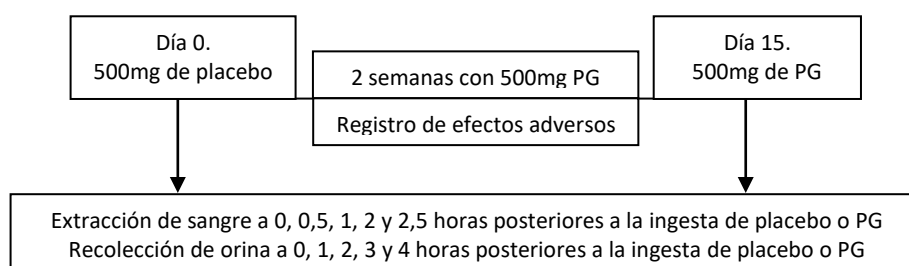 Día 0.
500mg de placebo
2 semanas con 500mg PG
Registro de efectos adversos
Día 15.
500mg de PG
Extracción de sangre a 0, 0,5, 1, 2 y 2,5 horas posteriores a la ingesta de placebo o PG
Recolección de orina a 0, 1, 2, 3 y 4 horas posteriores a la ingesta de placebo o PG